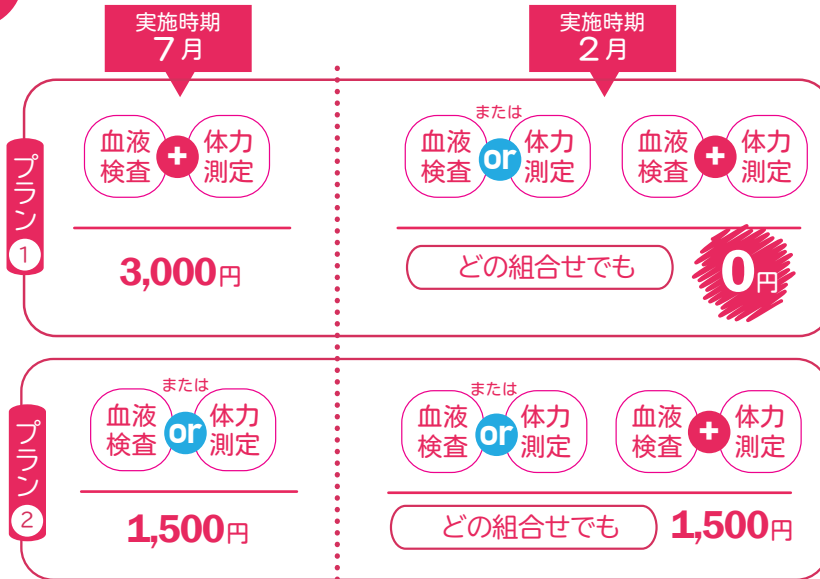 実施時期
7月
実施時期
2月
プラン1
血液検査 + 体力測定
3,000円
または
血液検査 or 体力測定
血液検査 + 体力測定
どの組合せでも
0円
プラン2
または
血液検査 or 体力測定
1,500円
または
血液検査 or 体力測定
血液検査 + 体力測定
どの組合せでも
1,500円